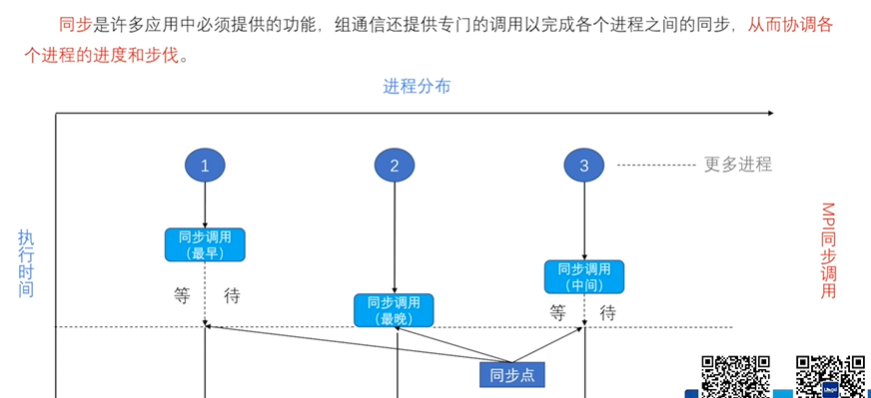 同步是许多应用中必须提供的功能，组通信还提供专门的调用以完成各个进程之间的同步，从而协调各
个进程的进度和步伐。
进程分布
1
2
3
更多进程
执行时间
MPI同步调用
同步调用
（最早）
同步调用
（中间）
同步调用
（最晚）
等 待
等 待
同步点